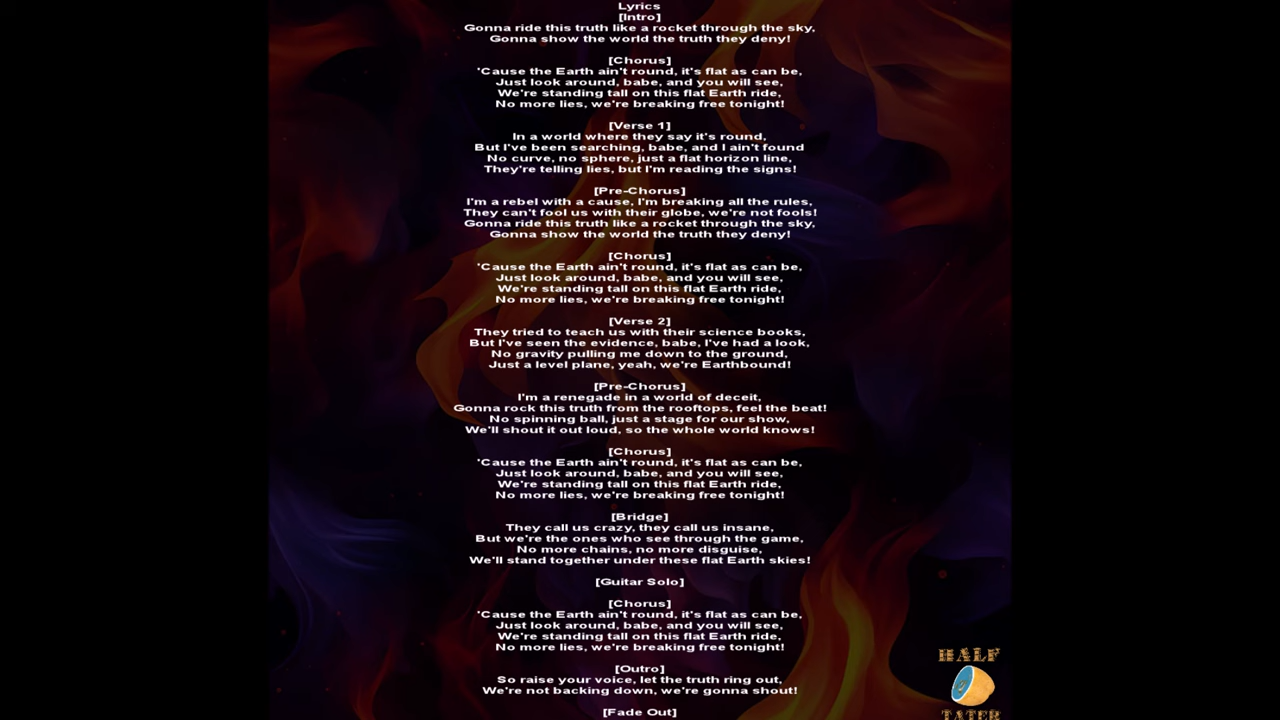 Lyrics
[Intro]
Gonna ride this truth like a rocket through the sky,
Gonna show the world the truth they deny!
[Chorus]
'Cause the Earth ain't round, it's flat as can be,
Just look around, babe, and you will see,
We're standing tall on this flat Earth ride,
No more lies, we're breaking free tonight!
[Verse 1]
In a world where they say it's round,
But I've been searching, babe, and I ain't found
No curve, no sphere, just a flat horizon line,
They're telling lies, but I'm reading the signs!
[Pre-Chorus]
I'm a rebel with a cause, I'm breaking all the rules,
They can't fool us with their globe, we're not fools!
Gonna ride this truth like a rocket through the sky,
Gonna show the world the truth they deny!
[Chorus]
'Cause the Earth ain't round, it's flat as can be,
Just look around, babe, and you will see,
We're standing tall on this flat Earth ride,
No more lies, we're breaking free tonight!
[Verse 2]
They tried to teach us with their science books,
But I've seen the evidence, babe, I've had a look,
No gravity pulling me down to the ground,
Just a level plane, yeah, we're Earthbound!
[Pre-Chorus]
I'm a renegade in a world of deceit,
Gonna rock this truth from the rooftops, feel the beat!
No spinning ball, just a stage for our show,
We'll shout it out loud, so the whole world knows!
[Chorus]
'Cause the Earth ain't round, it's flat as can be,
Just look around, babe, and you will see,
We're standing tall on this flat Earth ride,
No more lies, we're breaking free tonight!
[Bridge]
They call us crazy, they call us insane,
But we're the ones who see through the game,
No more chains, no more disguise,
We'll stand together under these flat Earth skies!
[Guitar Solo]
[Chorus]
'Cause the Earth ain't round, it's flat as can be,
Just look around, babe, and you will see,
We're standing tall on this flat Earth ride,
No more lies, we're breaking free tonight!
[Outro]
So raise your voice, let the truth ring out,
We're not backing down, we're gonna shout!
[Fade Out]
HALF
TATER